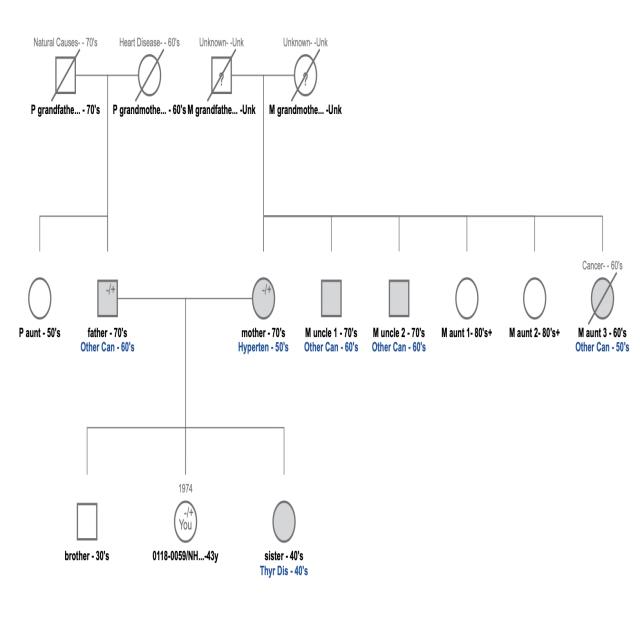 Natural Causes- - 70's
Heart Disease- - 60's
Unknown- -Unk
Unknown- -Unk
?
?
P grandfathe... - 70's
P grandmothe... - 60's
M grandfathe... -Unk
M grandmothe... -Unk
Cancer- - 60's
-/+
-/+
P aunt - 50's
father - 70's
mother - 70's
M uncle 1 - 70's
M uncle 2 - 70's
M aunt 1- 80's+
M aunt 2- 80's+
M aunt 3 - 60's
Other Can - 60's
Hyperten - 50's
Other Can - 60's
Other Can - 60's
Other Can - 50's
1974
-/+
You
brother - 30's
0118-0059/NH...-43y
sister - 40's
Thyr Dis - 40's